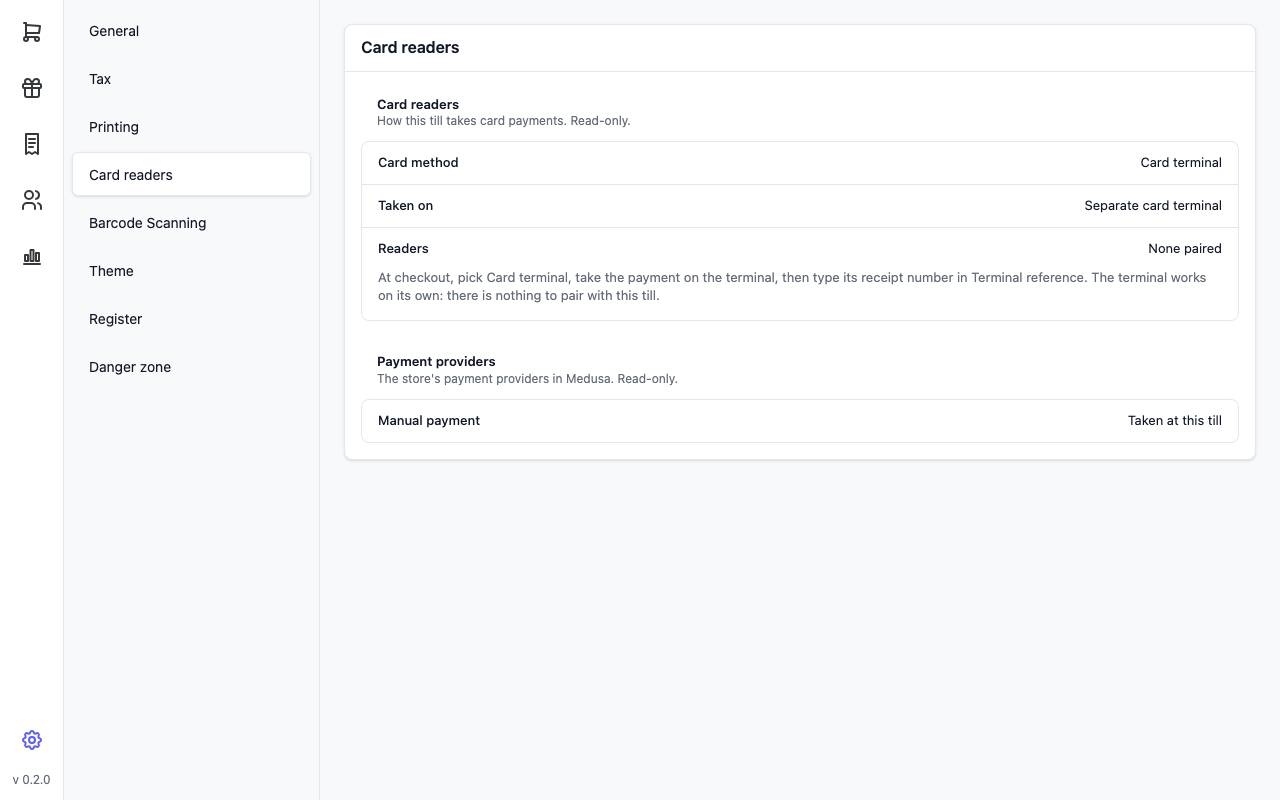 General
Tax
Printing
Card readers
Barcode Scanning
Theme
Register
Danger zone
v 0.2.0
Card readers
Card readers
How this till takes card payments. Read-only.
Card method Card terminal
Taken on Separate card terminal
Readers None paired
At checkout, pick Card terminal, take the payment on the terminal, then type its receipt number in Terminal reference. The terminal works
on its own: there is nothing to pair with this till.
Payment providers
The store's payment providers in Medusa. Read-only.
Manual payment Taken at this till